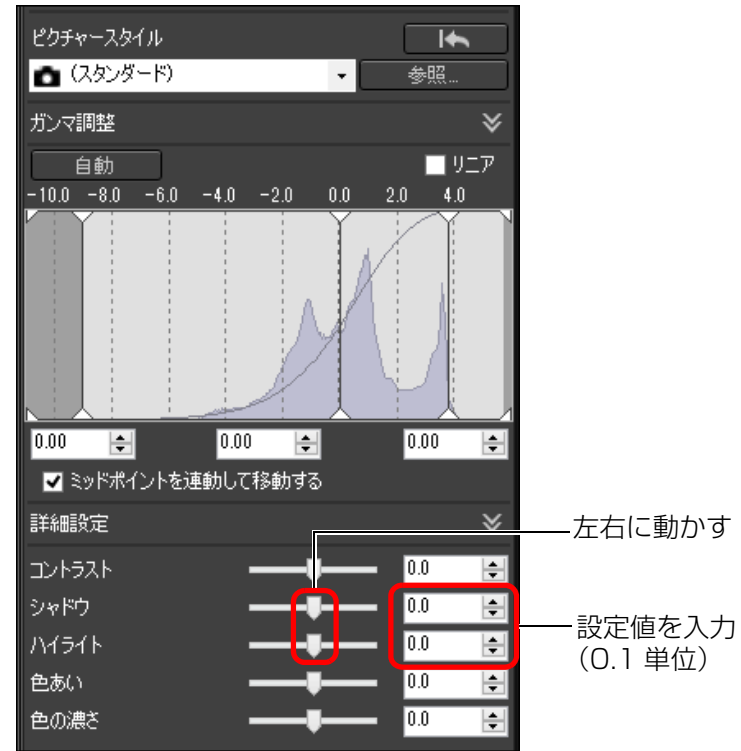 ピクチャースタイル
(スタンダード)
参照...
ガンマ調整
自動
リニア
-10.0 -8.0 -6.0 -4.0 -2.0 0.0 2.0 4.0
0.00 0.00 0.00
ミッドポイントを連動して移動する
詳細設定
左右に動かす
コントラスト 0.0
シャドウ 0.0
ハイライト 0.0
設定値を入力
（0.1 単位）
色あい 0.0
色の濃さ 0.0